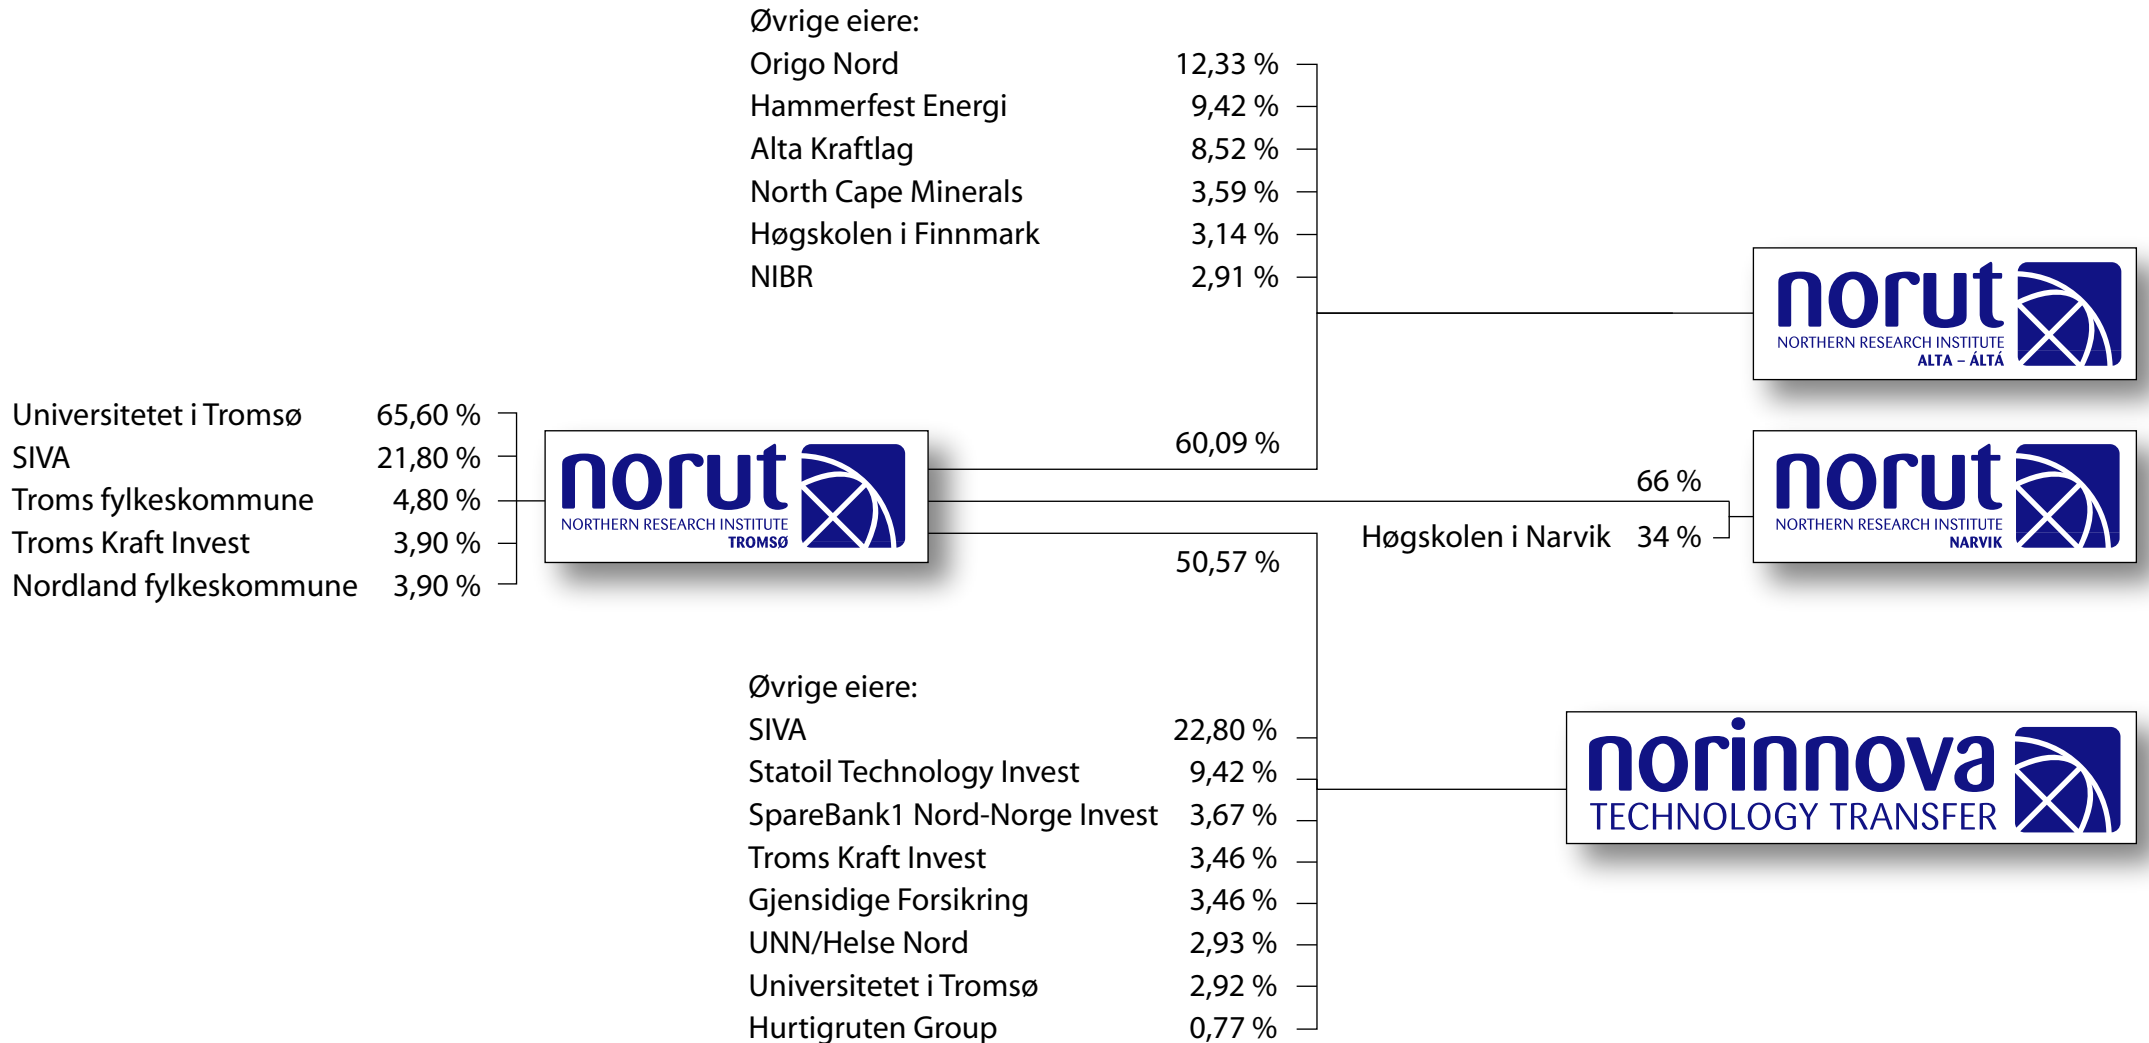 Øvrige eiere:
Origo Nord 12,33 %
Hammerfest Energi 9,42 %
Alta Kraftlag 8,52 %
North Cape Minerals 3,59 %
Høgskolen i Finnmark 3,14 %
NIBR 2,91 %
norut
NORTHERN RESEARCH INSTITUTE
ALTA – ÁLTÁ
Universitetet i Tromsø 65,60 %
SIVA 21,80 %
Troms fylkeskommune 4,80 %
Troms Kraft Invest 3,90 %
Nordland fylkeskommune 3,90 %
norut
NORTHERN RESEARCH INSTITUTE
TROMSØ
60,09 %
66 %
Høgskolen i Narvik 34 %
50,57 %
norut
NORTHERN RESEARCH INSTITUTE
NARVIK
Øvrige eiere:
SIVA 22,80 %
Statoil Technology Invest 9,42 %
SpareBank1 Nord-Norge Invest 3,67 %
Troms Kraft Invest 3,46 %
Gjensidige Forsikring 3,46 %
UNN/Helse Nord 2,93 %
Universitetet i Tromsø 2,92 %
Hurtigruten Group 0,77 %
norinnova
TECHNOLOGY TRANSFER